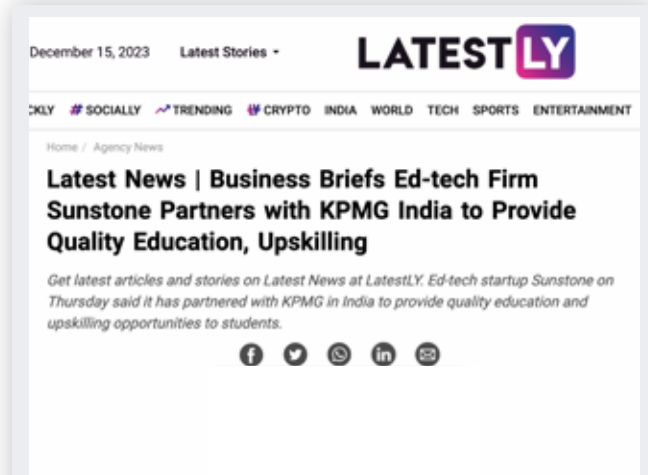 December 15, 2023 Latest Stories
LATESTLY
CKLY # SOCIALLY TRENDING CRYPTO INDIA WORLD TECH SPORTS ENTERTAINMENT
Home / Agency News
Latest News | Business Briefs Ed-tech Firm
Sunstone Partners with KPMG India to Provide
Quality Education, Upskilling
Get latest articles and stories on Latest News at LatestLY. Ed-tech startup Sunstone on
Thursday said it has partnered with KPMG in India to provide quality education and
upskilling opportunities to students.